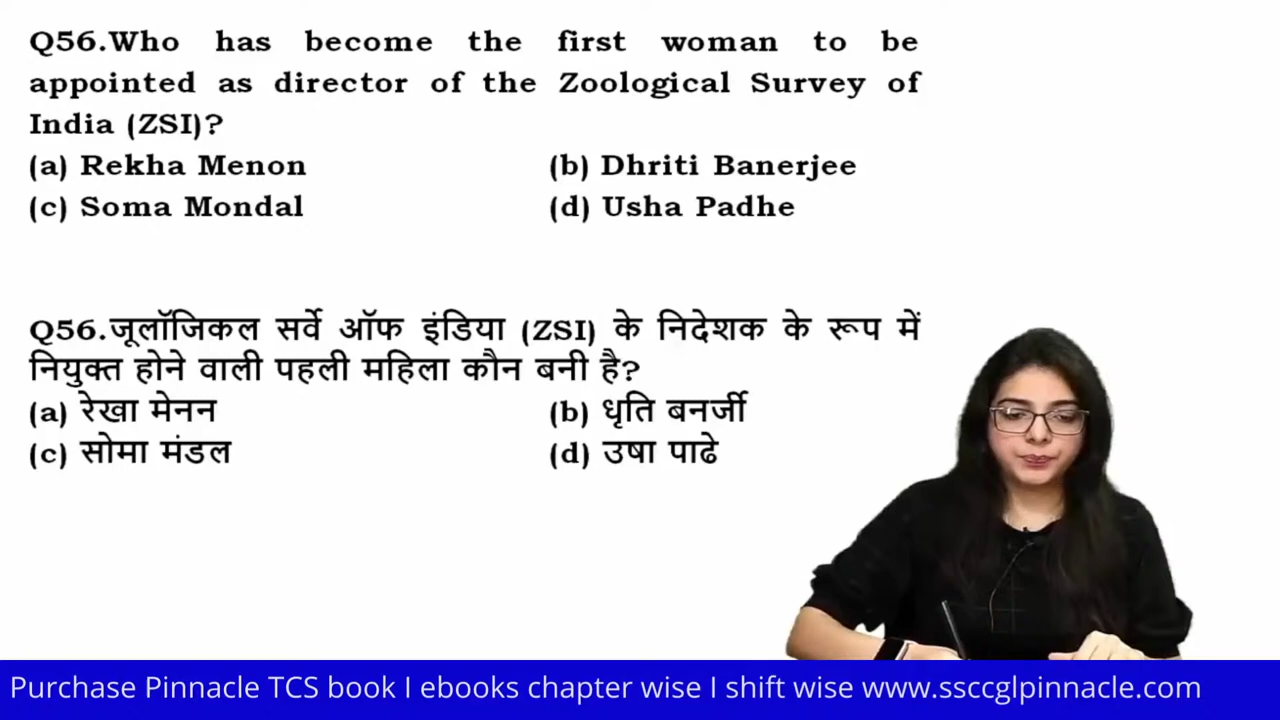 Q56.Who has become the first woman to be
appointed as director of the Zoological Survey of
India (ZSI)?
(a) Rekha Menon (b) Dhriti Banerjee
(c) Soma Mondal (d) Usha Padhe
Q56.जूलॉजिकल सर्वे ऑफ इंडिया (ZSI) के निदेशक के रूप में
नियुक्त होने वाली पहली महिला कौन बनी है?
(a) रेखा मेनन (b) धृति बनर्जी
(c) सोमा मंडल (d) उषा पाढे
Purchase Pinnacle TCS book I ebooks chapter wise I shift wise www.ssccglpinnacle.com